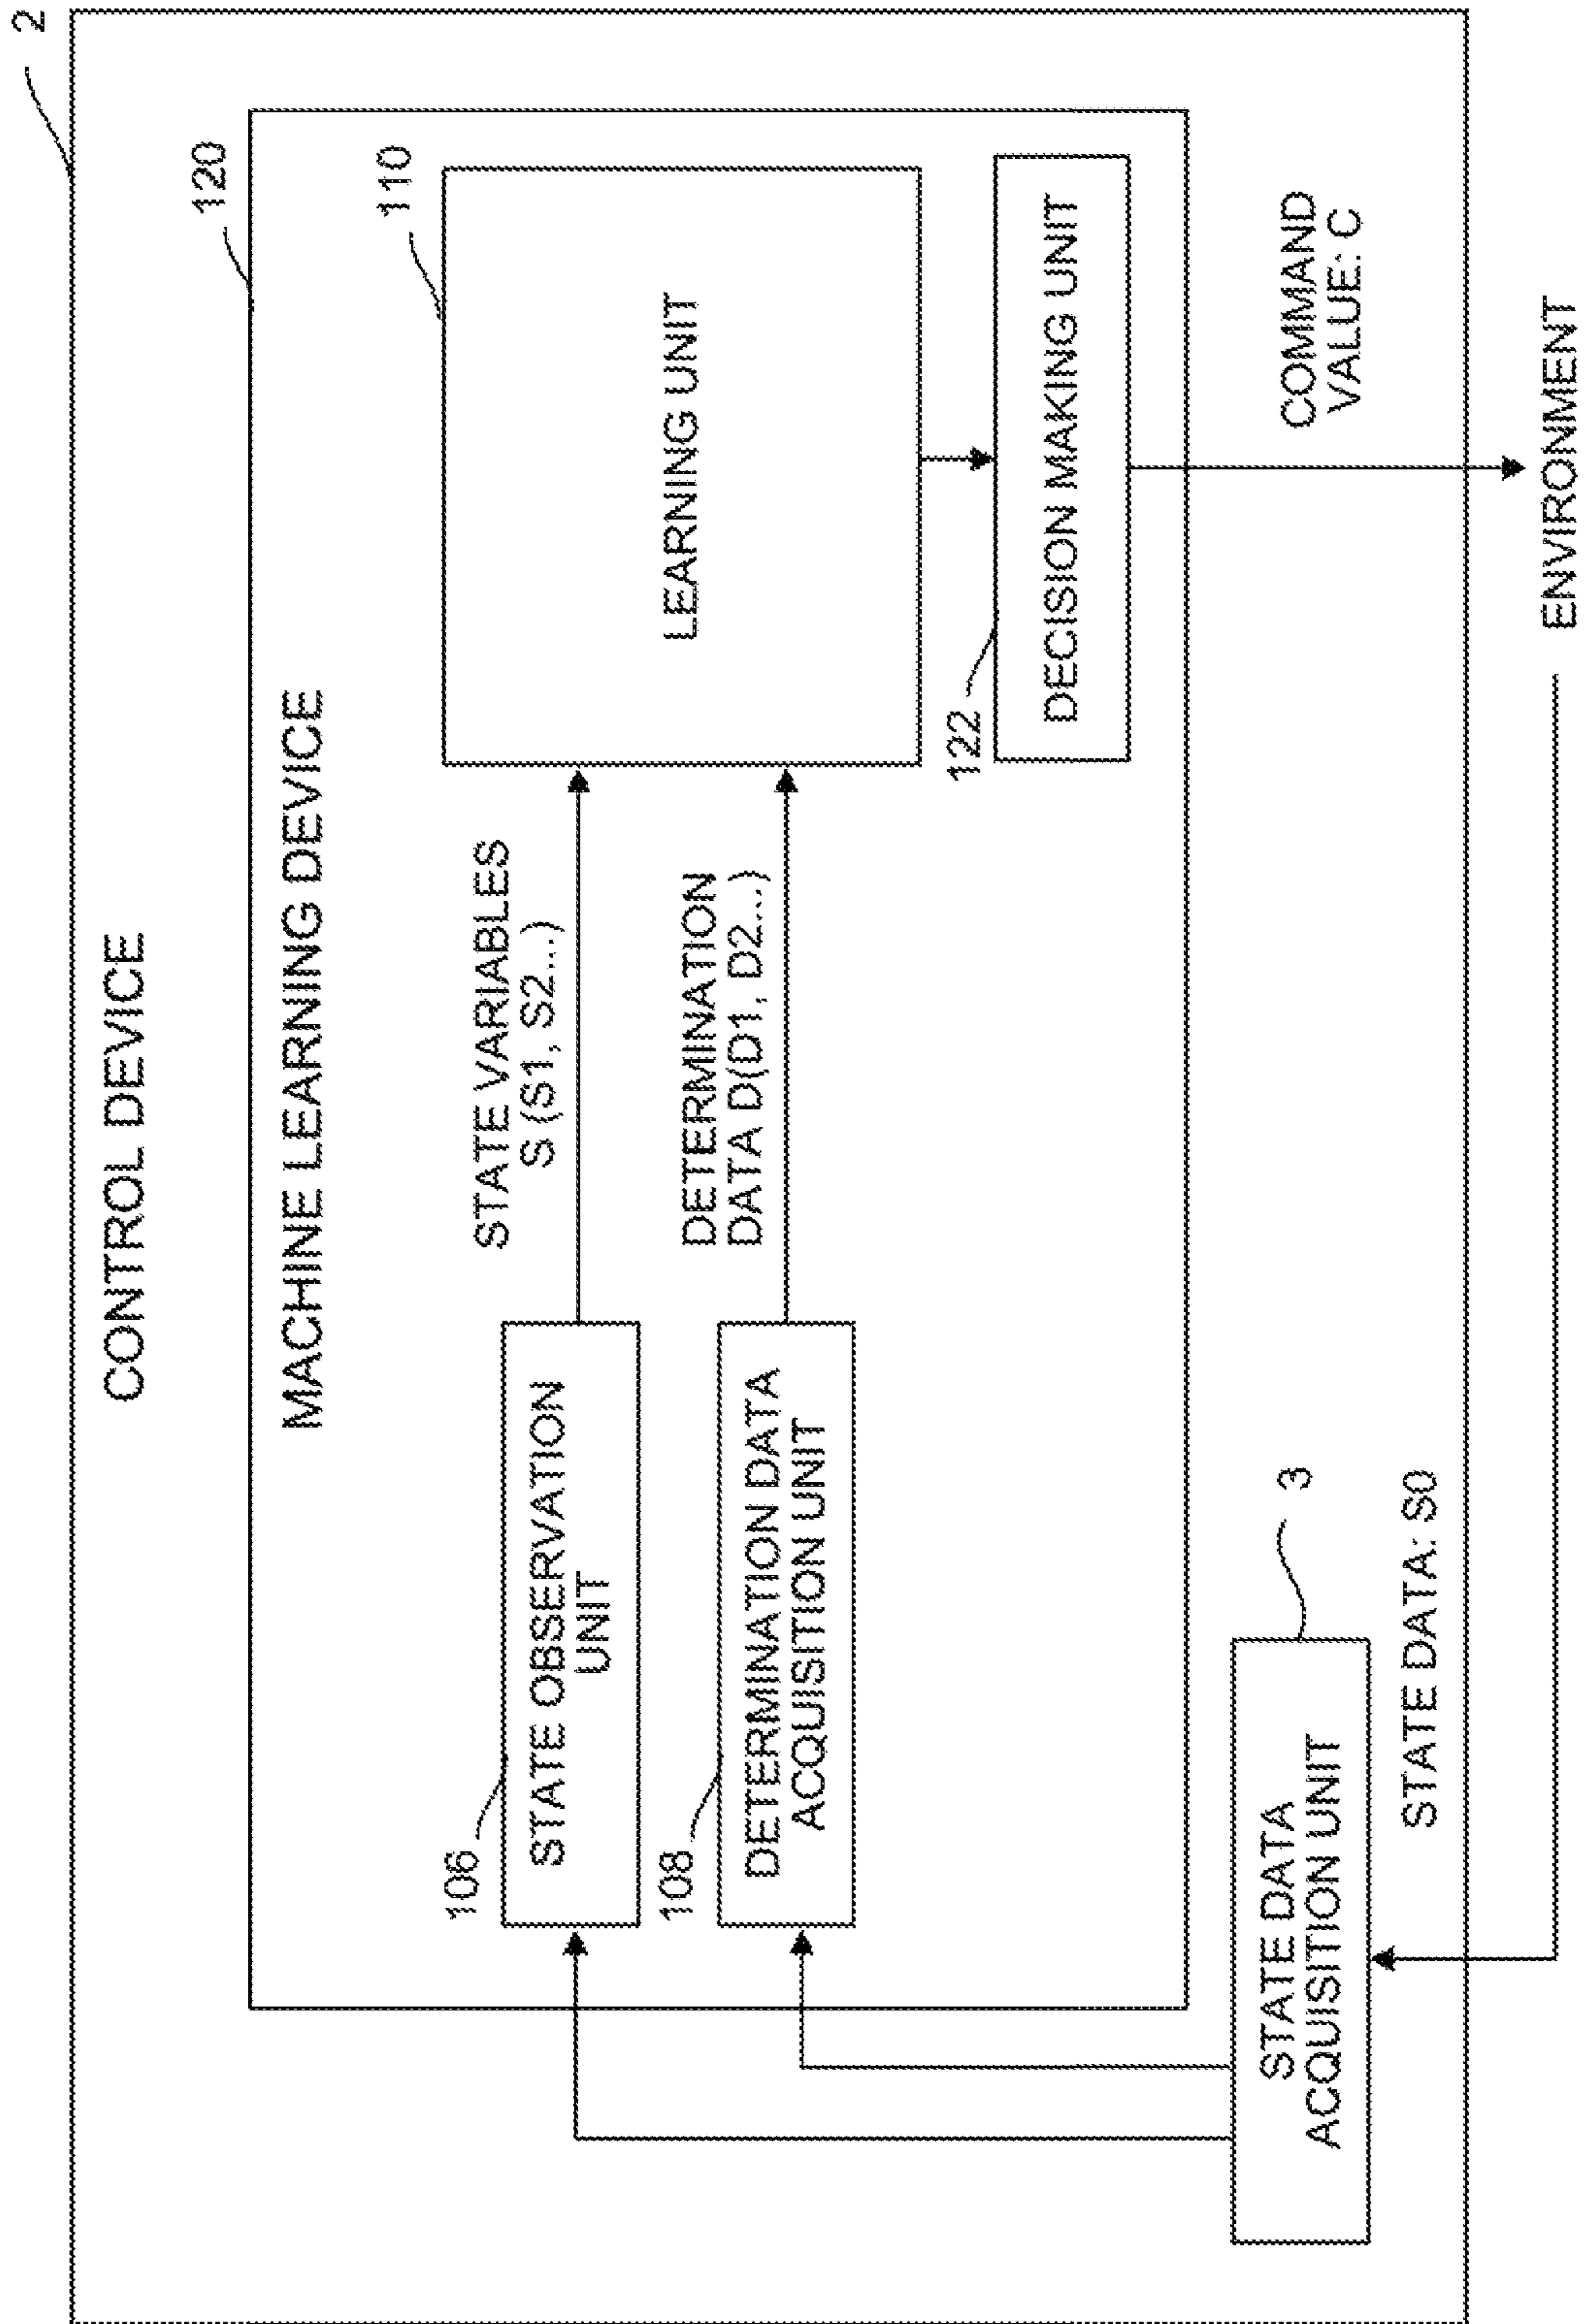 2
CONTROL DEVICE
120
MACHINE LEARNING DEVICE
110
106
STATE OBSERVATION
UNIT
STATE VARIABLES
S (S1, S2...)
LEARNING UNIT
108
DETERMINATION DATA
ACQUISITION UNIT
DETERMINATION
DATA D(D1, D2...)
122
DECISION MAKING UNIT
3
STATE DATA
ACQUISITION UNIT
STATE DATA: S0
COMMAND
VALUE: C
ENVIRONMENT